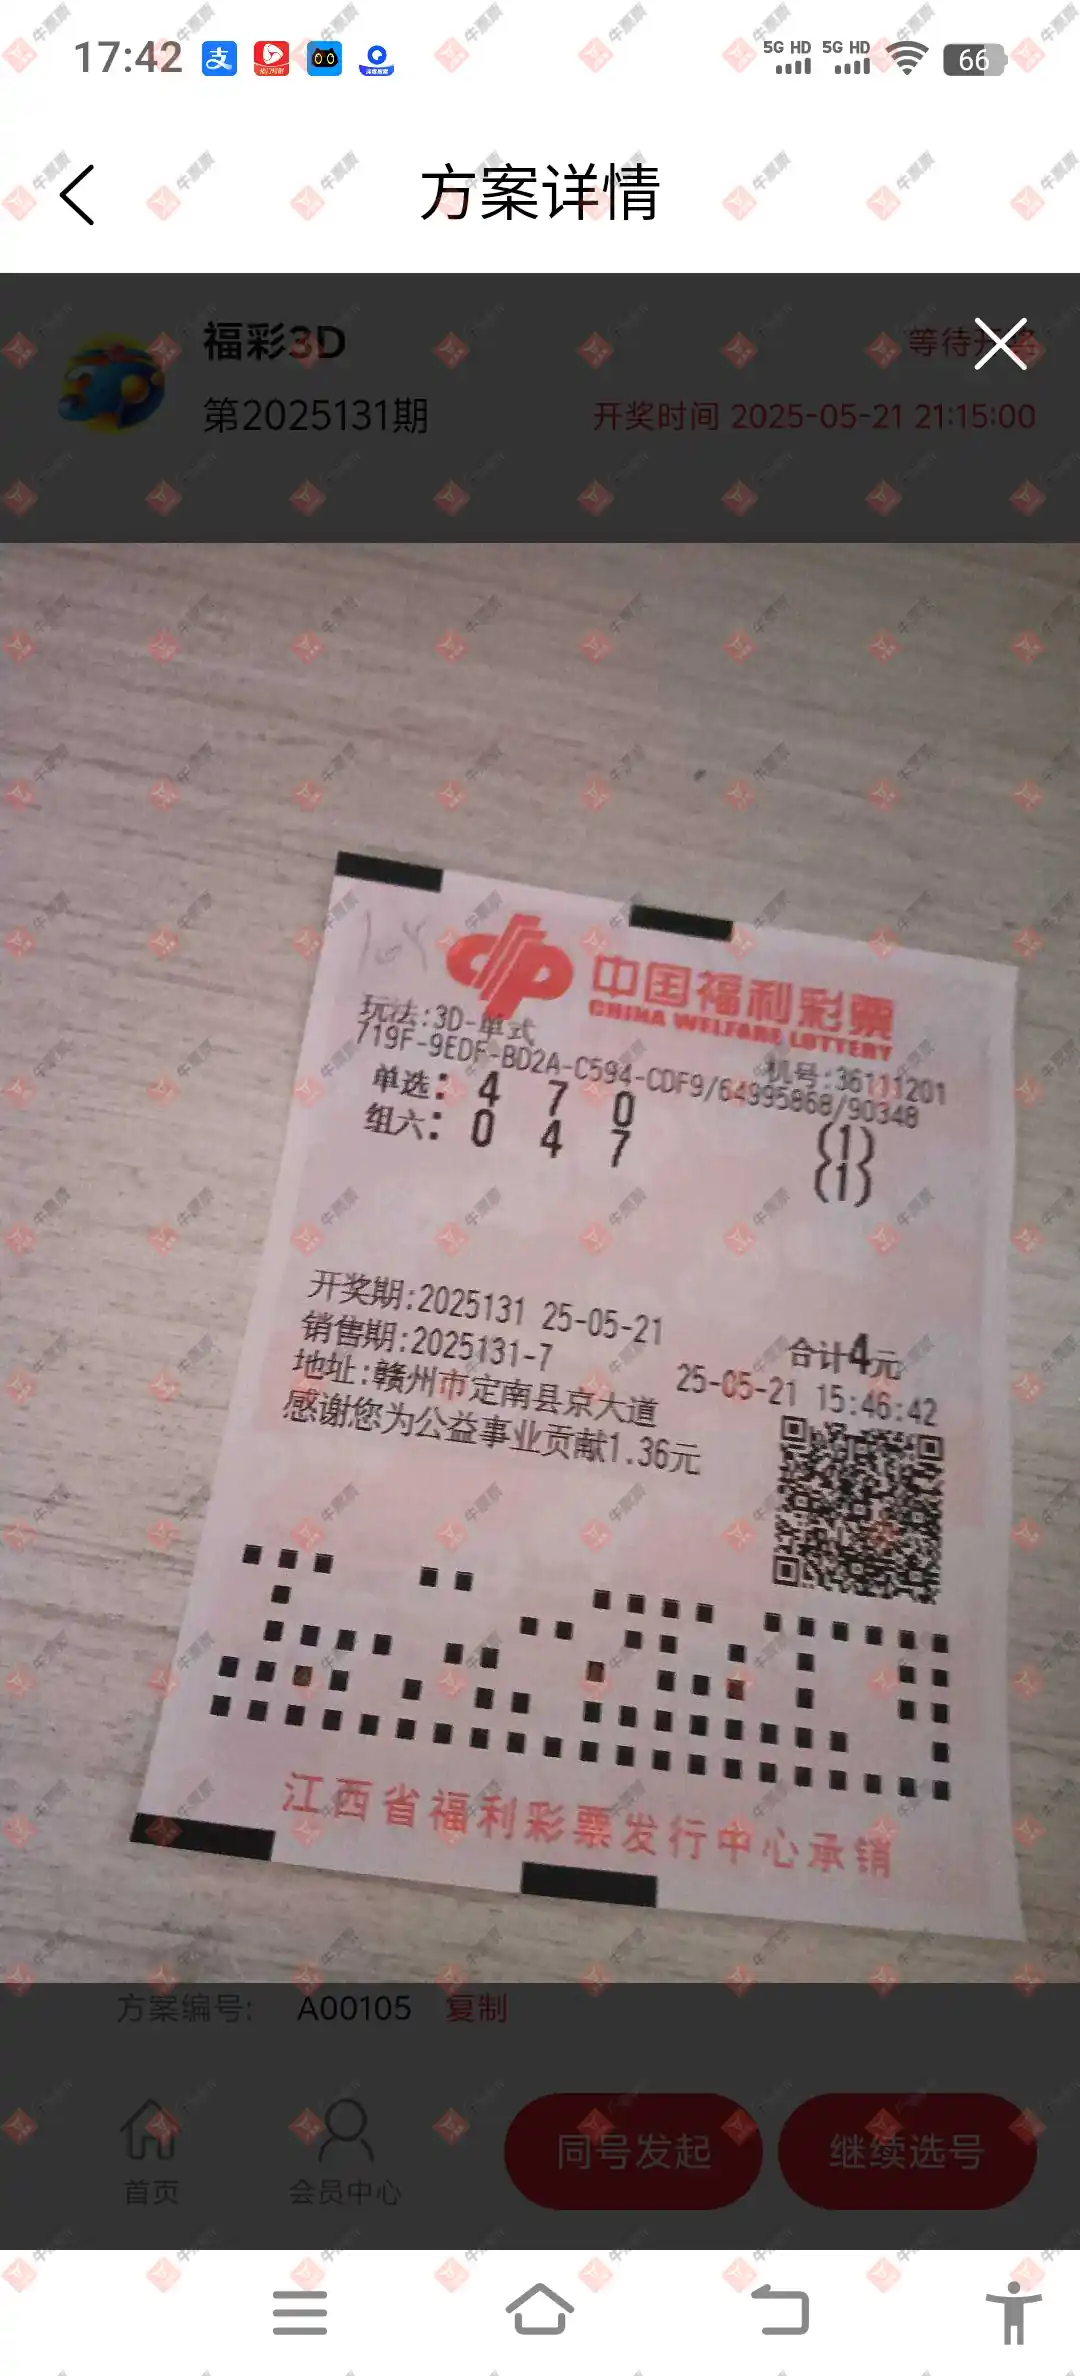 17:42
5G HD 5G HD 66
方案详情
福彩3D
等待开奖
第2025131期
开奖时间 2025-05-21 21:15:00
中国福利彩票
CHINA WELFARE LOTTERY
玩法:3D-单式
机号:36111201
719F-9EDF-BD2A-C594-CDF9/64995868/90348
单选: 4 7 0 {1}
组六: 0 4 7 {1}
开奖期:2025131 25-05-21
合计4元
销售期:2025131-7
25-05-21 15:46:42
地址:赣州市定南县京大道
感谢您为公益事业贡献1.36元
江西省福利彩票发行中心承销
方案编号: A00105 复制
首页
会员中心
同号发起
继续选号
牛票票